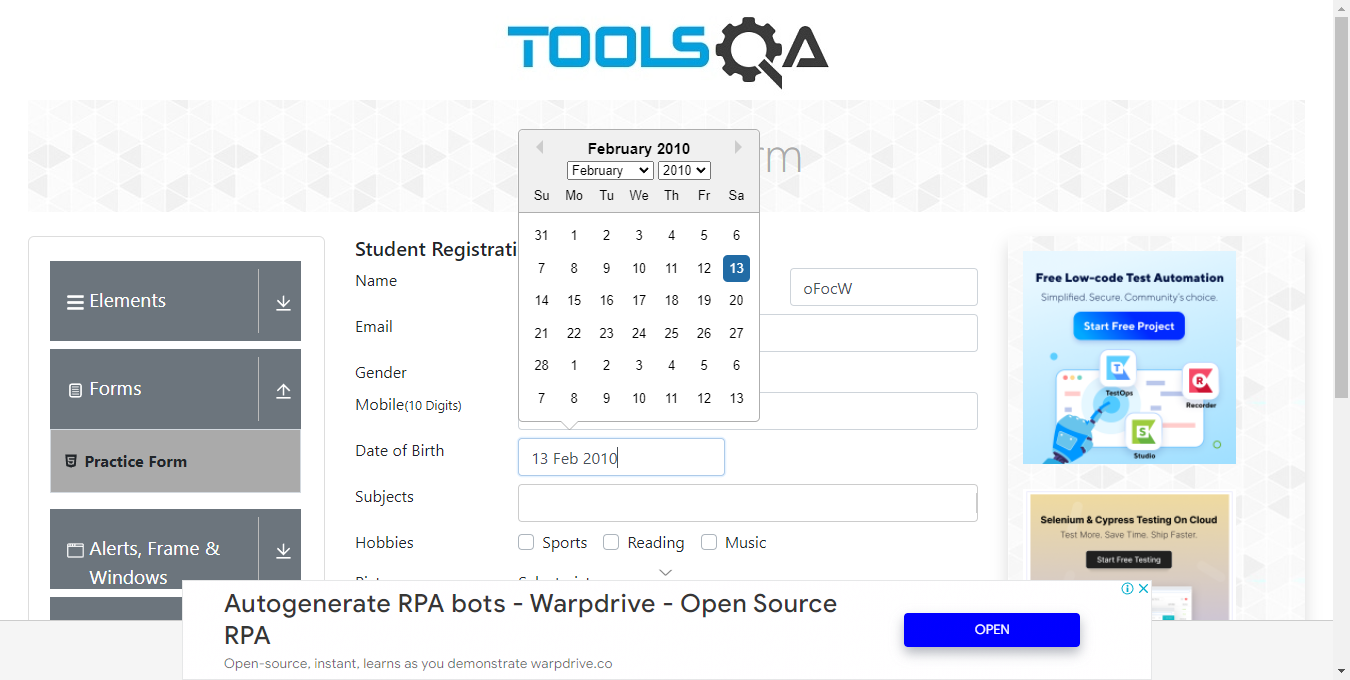 TOOLSQA
rm
February 2010
February 2010
Su Mo Tu We Th Fr Sa
31 1 2 3 4 5 6
7 8 9 10 11 12 13
14 15 16 17 18 19 20
21 22 23 24 25 26 27
28 1 2 3 4 5 6
7 8 9 10 11 12 13
Elements
Forms
Practice Form
Alerts, Frame &
Windows
Student Registrati
Name
oFocW
Email
Gender
Mobile(10 Digits)
Date of Birth
13 Feb 2010
Subjects
Hobbies
Sports Reading Music
Free Low-code Test Automation
Simplified. Secure. Community's choice.
Start Free Project
TestOps
Recorder
Studio
Selenium & Cypress Testing On Cloud
Test More. Save Time. Ship Faster.
Start Free Testing
Autogenerate RPA bots - Warpdrive - Open Source
RPA
Open-source, instant, learns as you demonstrate warpdrive.co
OPEN